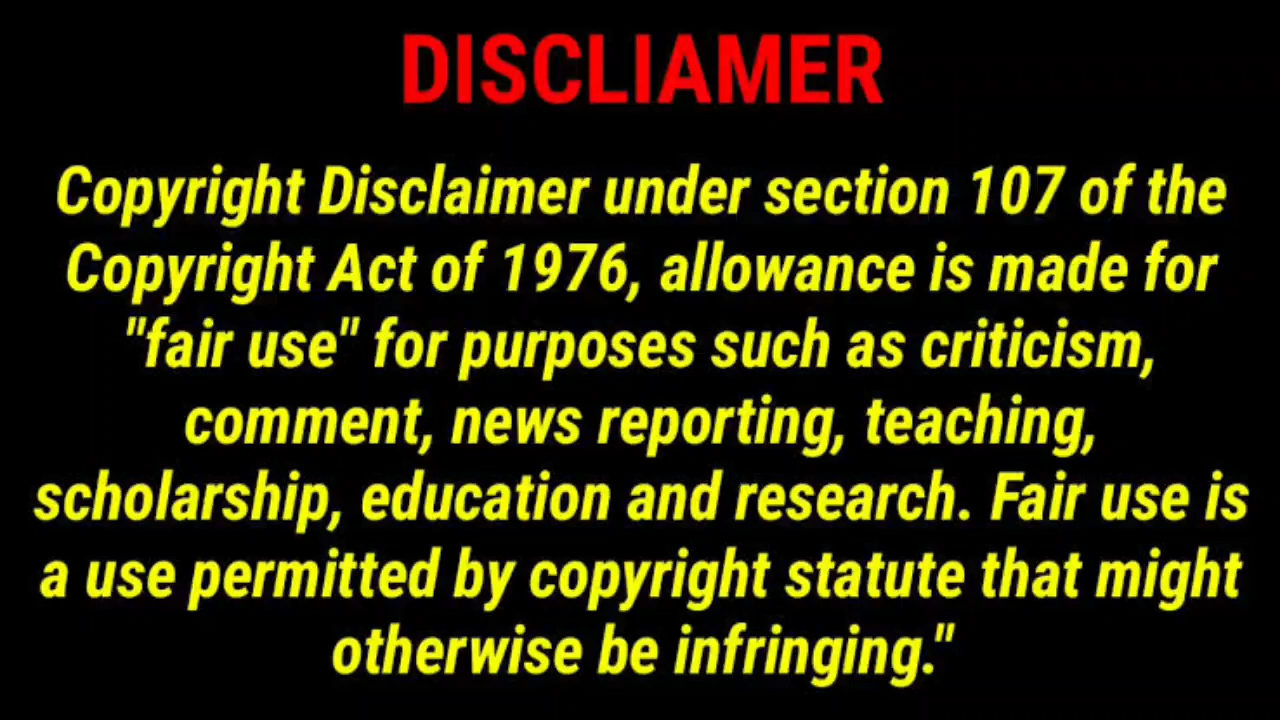 DISCLIAMER
Copyright Disclaimer under section 107 of the
Copyright Act of 1976, allowance is made for
"fair use" for purposes such as criticism,
comment, news reporting, teaching,
scholarship, education and research. Fair use is
a use permitted by copyright statute that might
otherwise be infringing."